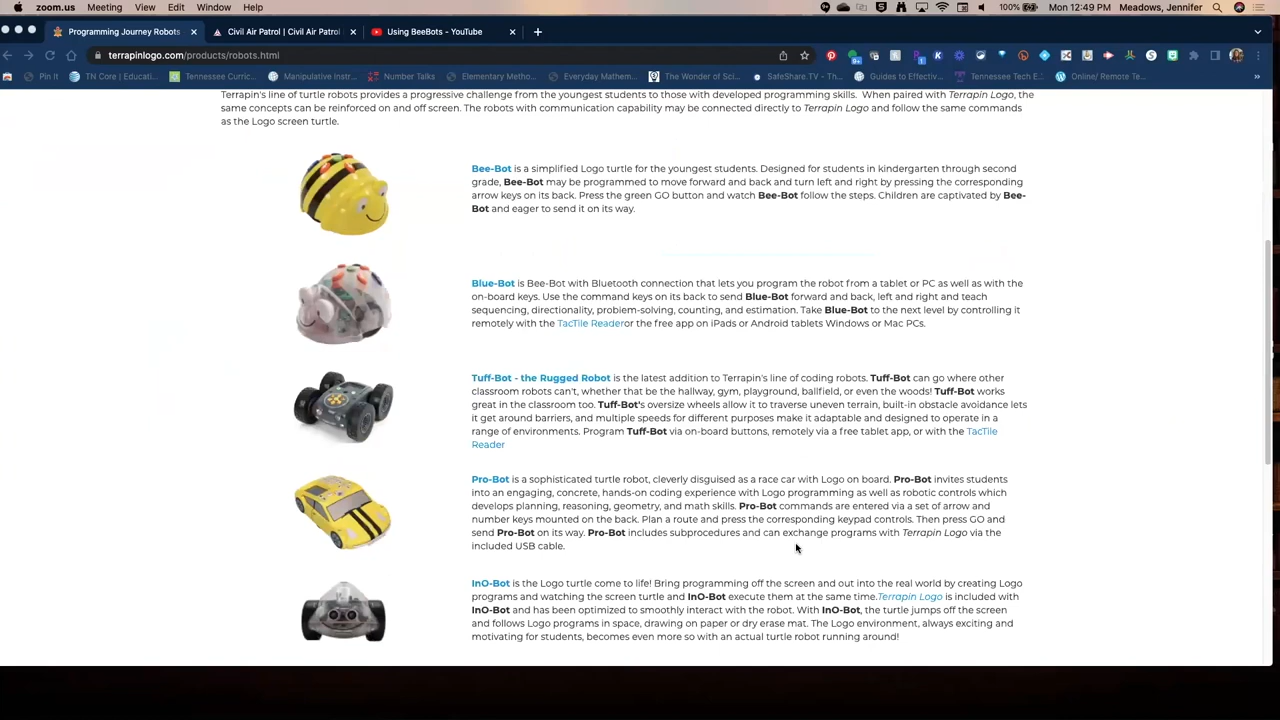 zoom.us Meeting View Edit Window Help 100% Mon 12:49 PM Meadows, Jennifer
Programming Journey Robots Civil Air Patrol | Civil Air Patrol Using BeeBots - YouTube
terrapinlogo.com/products/robots.html
Pin It TN Core | Educati... Tennessee Curric... Manipulative Instr... Number Talks Elementary Metho... Everyday Mathem... The Wonder of Sci... SafeShare.TV - Th... Guides to Effectiv... Tennessee Tech E... Online/ Remote Te...
Terrapin's line of turtle robots provides a progressive challenge from the youngest students to those with developed programming skills. When paired with Terrapin Logo, the
same concepts can be reinforced on and off screen. The robots with communication capability may be connected directly to Terrapin Logo and follow the same commands
as the Logo screen turtle.
Bee-Bot is a simplified Logo turtle for the youngest students. Designed for students in kindergarten through second
grade, Bee-Bot may be programmed to move forward and back and turn left and right by pressing the corresponding
arrow keys on its back. Press the green GO button and watch Bee-Bot follow the steps. Children are captivated by Bee-
Bot and eager to send it on its way.
Blue-Bot is Bee-Bot with Bluetooth connection that lets you program the robot from a tablet or PC as well as with the
on-board keys. Use the command keys on its back to send Blue-Bot forward and back, left and right and teach
sequencing, directionality, problem-solving, counting, and estimation. Take Blue-Bot to the next level by controlling it
remotely with the TacTile Readeror the free app on iPads or Android tablets Windows or Mac PCs.
Tuff-Bot - the Rugged Robot is the latest addition to Terrapin's line of coding robots. Tuff-Bot can go where other
classroom robots can't, whether that be the hallway, gym, playground, ballfield, or even the woods! Tuff-Bot works
great in the classroom too. Tuff-Bot's oversize wheels allow it to traverse uneven terrain, built-in obstacle avoidance lets
it get around barriers, and multiple speeds for different purposes make it adaptable and designed to operate in a
range of environments. Program Tuff-Bot via on-board buttons, remotely via a free tablet app, or with the TacTile
Reader
Pro-Bot is a sophisticated turtle robot, cleverly disguised as a race car with Logo on board. Pro-Bot invites students
into an engaging, concrete, hands-on coding experience with Logo programming as well as robotic controls which
develops planning, reasoning, geometry, and math skills. Pro-Bot commands are entered via a set of arrow and
number keys mounted on the back. Plan a route and press the corresponding keypad controls. Then press GO and
send Pro-Bot on its way. Pro-Bot includes subprocedures and can exchange programs with Terrapin Logo via the
included USB cable.
InO-Bot is the Logo turtle come to life! Bring programming off the screen and out into the real world by creating Logo
programs and watching the screen turtle and InO-Bot execute them at the same time.Terrapin Logo is included with
InO-Bot and has been optimized to smoothly interact with the robot. With InO-Bot, the turtle jumps off the screen
and follows Logo programs in space, drawing on paper or dry erase mat. The Logo environment, always exciting and
motivating for students, becomes even more so with an actual turtle robot running around!